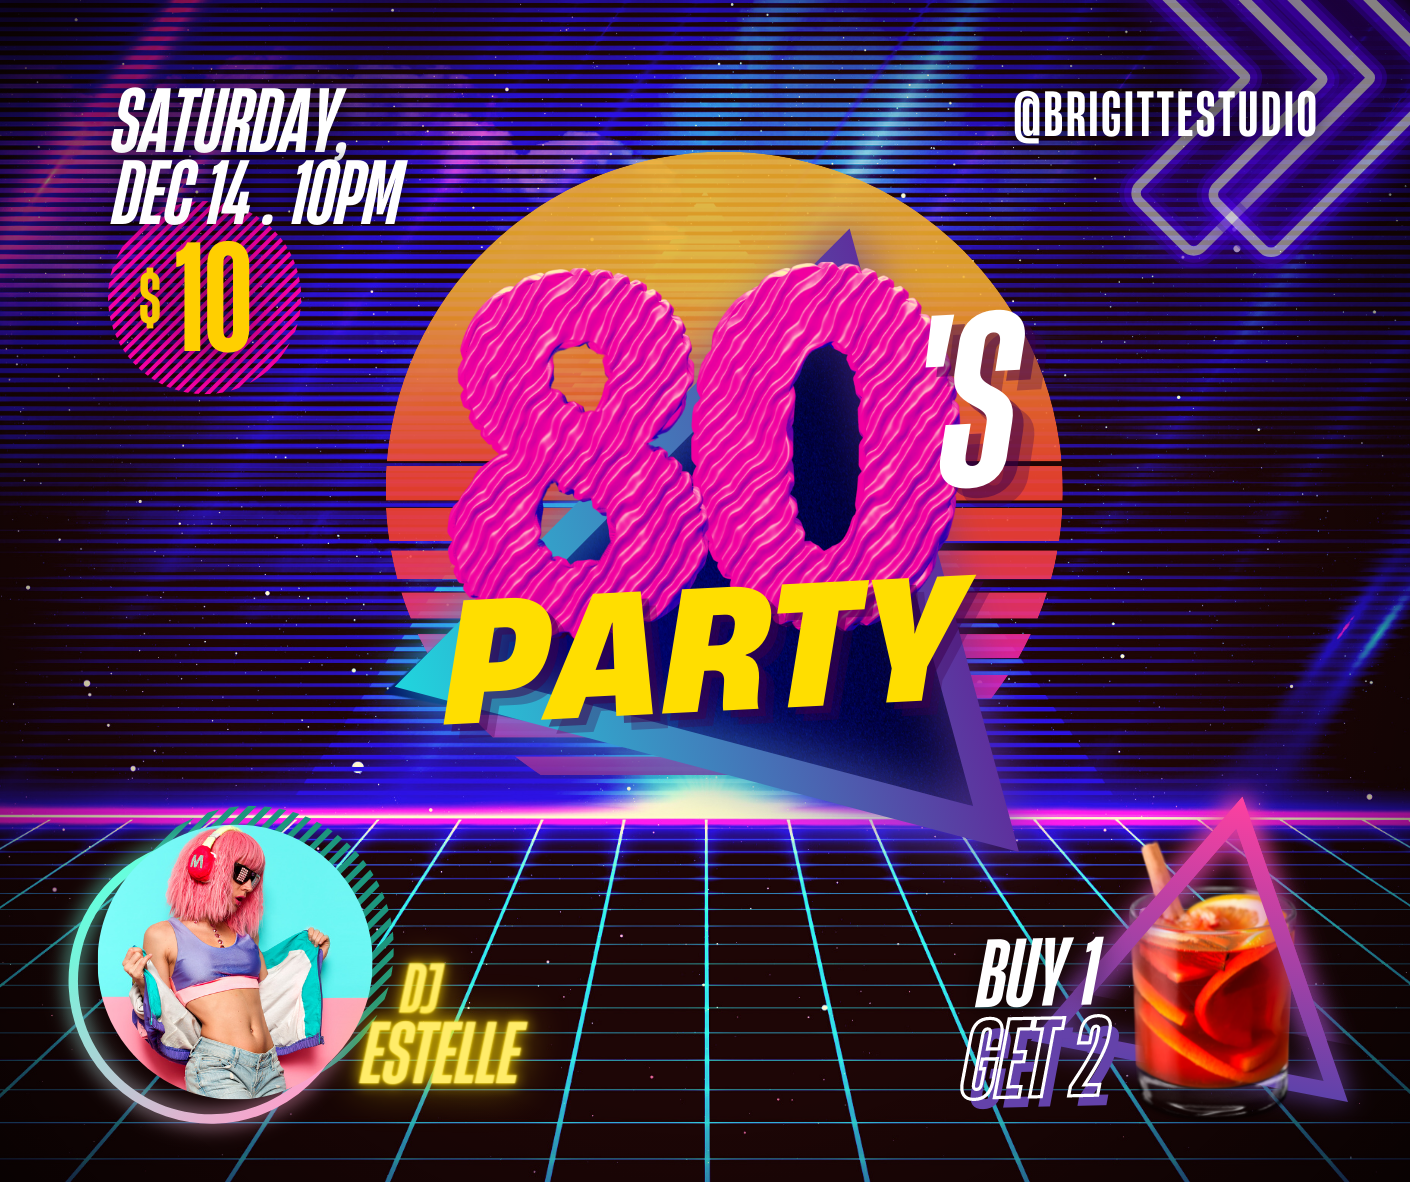 SATURDAY,
DEC 14 . 10PM
$10
@BRIGITTESTUDIO
80'S
PARTY
M
DJ
ESTELLE
BUY 1
GET 2